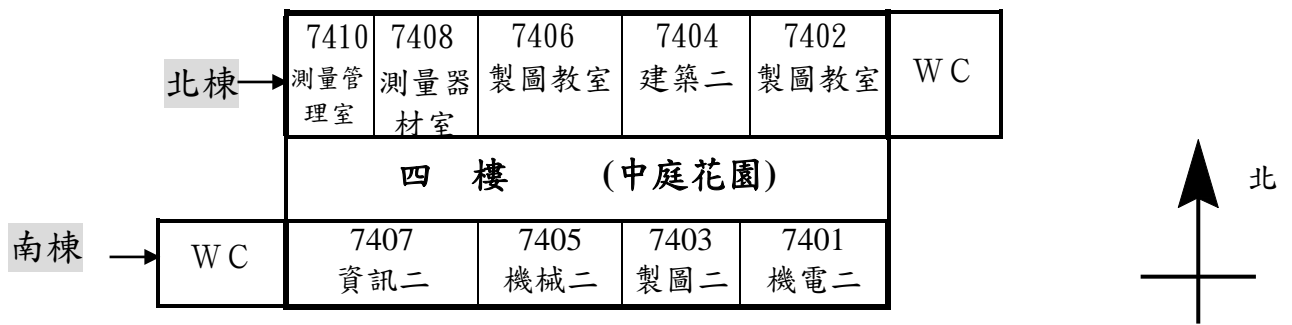 7410 7408 7406 7404 7402
北棟 測量管理室 測量器材室 製圖教室 建築二 製圖教室 ＷＣ
四 樓 (中庭花園)
北
7407 7405 7403 7401
南棟 ＷＣ 資訊二 機械二 製圖二 機電二